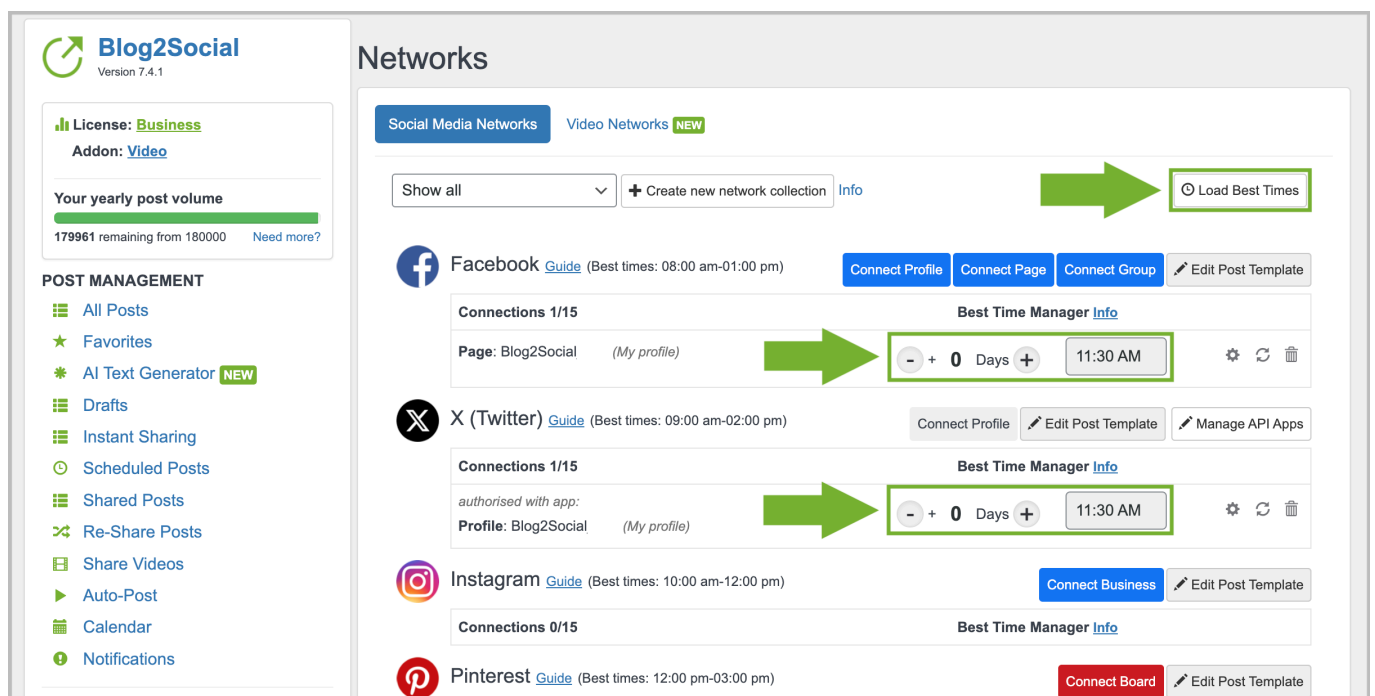 Blog2Social
Version 7.4.1
License: Business
Addon: Video
Your yearly post volume
179961 remaining from 180000 Need more?
POST MANAGEMENT
All Posts
Favorites
AI Text Generator NEW
Drafts
Instant Sharing
Scheduled Posts
Shared Posts
Re-Share Posts
Share Videos
Auto-Post
Calendar
Notifications
Networks
Social Media Networks Video Networks NEW
Show all + Create new network collection Info Load Best Times
Facebook Guide (Best times: 08:00 am-01:00 pm) Connect Profile Connect Page Connect Group Edit Post Template
Connections 1/15 Best Time Manager Info
Page: Blog2Social (My profile) - + 0 Days + 11:30 AM
X (Twitter) Guide (Best times: 09:00 am-02:00 pm) Connect Profile Edit Post Template Manage API Apps
Connections 1/15 Best Time Manager Info
authorised with app:
Profile: Blog2Social (My profile) - + 0 Days + 11:30 AM
Instagram Guide (Best times: 10:00 am-12:00 pm) Connect Business Edit Post Template
Connections 0/15 Best Time Manager Info
Pinterest Guide (Best times: 12:00 pm-03:00 pm) Connect Board Edit Post Template